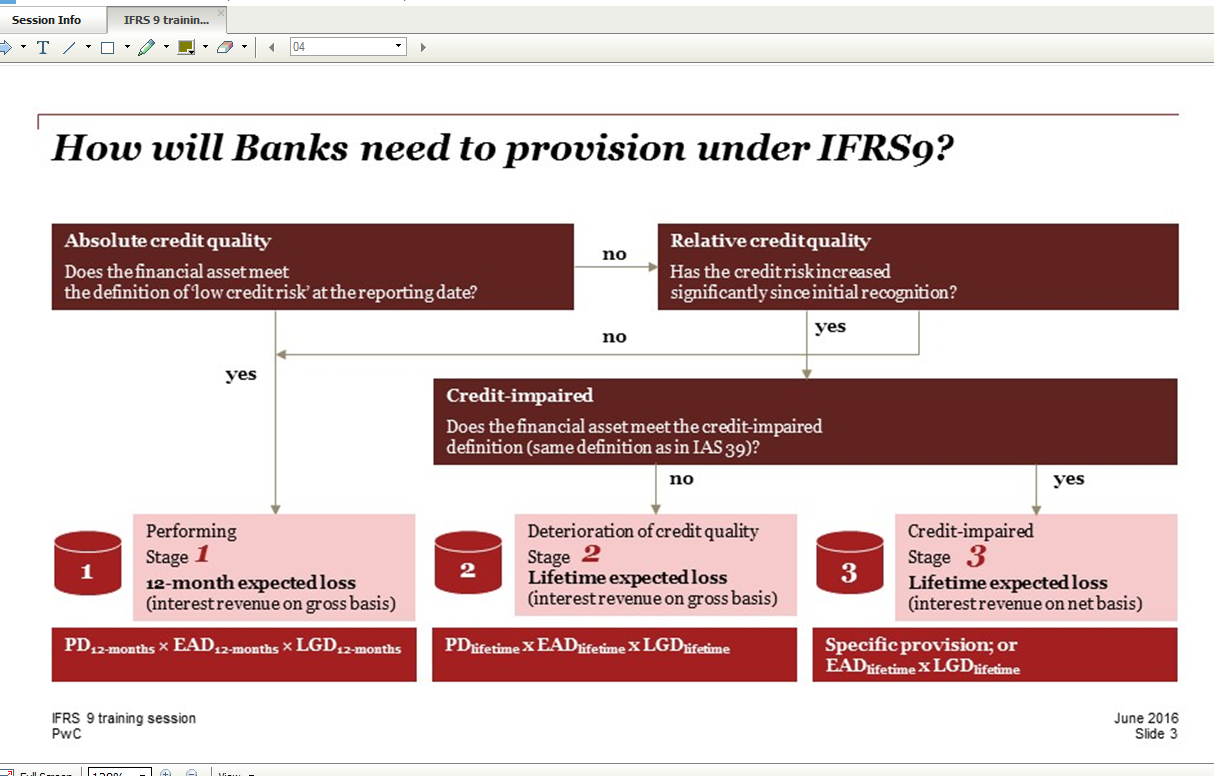 Session Info
IFRS 9 trainin...
T
04
How will Banks need to provision under IFRS9?
Absolute credit quality
Does the financial asset meet
the definition of 'low credit risk' at the reporting date?
no
Relative credit quality
Has the credit risk increased
significantly since initial recognition?
yes
no
yes
Credit-impaired
Does the financial asset meet the credit-impaired
definition (same definition as in IAS 39)?
no
yes
1
Performing
Stage 1
12-month expected loss
(interest revenue on gross basis)
PD12-months × EAD12-months × LGD12-months
2
Deterioration of credit quality
Stage 2
Lifetime expected loss
(interest revenue on gross basis)
PDlifetime x EADlifetime x LGDlifetime
3
Credit-impaired
Stage 3
Lifetime expected loss
(interest revenue on net basis)
Specific provision; or
EADlifetime x LGDlifetime
IFRS 9 training session
PwC
June 2016
Slide 3
Full Screen
View